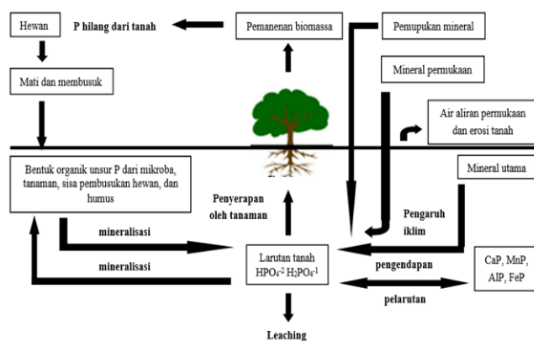 Hewan
P hilang dari tanah
Pemanenan biomassa
Pemupukan mineral
Mati dan membusuk
Mineral permukaan
Air aliran permukaan
dan erosi tanah
Bentuk organik unsur P dari mikroba,
tanaman, sisa pembusukan hewan, dan
humus
Mineral utama
Penyerapan
oleh tanaman
Pengaruh
iklim
mineralisasi
mineralisasi
Larutan tanah
HPO₄⁻² H₂PO₄⁻¹
pengendapan
pelarutan
CaP, MnP,
AlP, FeP
Leaching